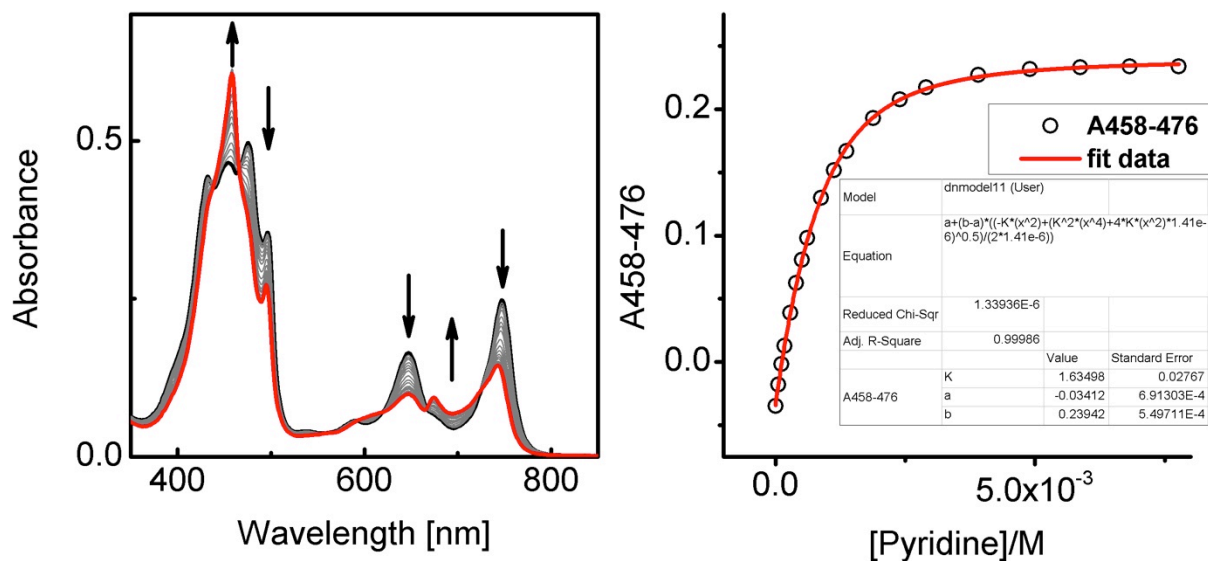 0.5
0.0
400
600
800
Absorbance
Wavelength [nm]
0.2
0.1
0.0
A458-476
0.0
5.0x10⁻³
[Pyridine]/M
A458-476
fit data
Model dnmodel11 (User)
Equation a+(b-a)*((-K*(x^2)+(K^2*(x^4)+4*K*(x^2)*1.41e-
6)^0.5)/(2*1.41e-6))
Reduced Chi-Sqr 1.33936E-6
Adj. R-Square 0.99986
Value Standard Error
A458-476 K 1.63498 0.02767
a -0.03412 6.91303E-4
b 0.23942 5.49711E-4